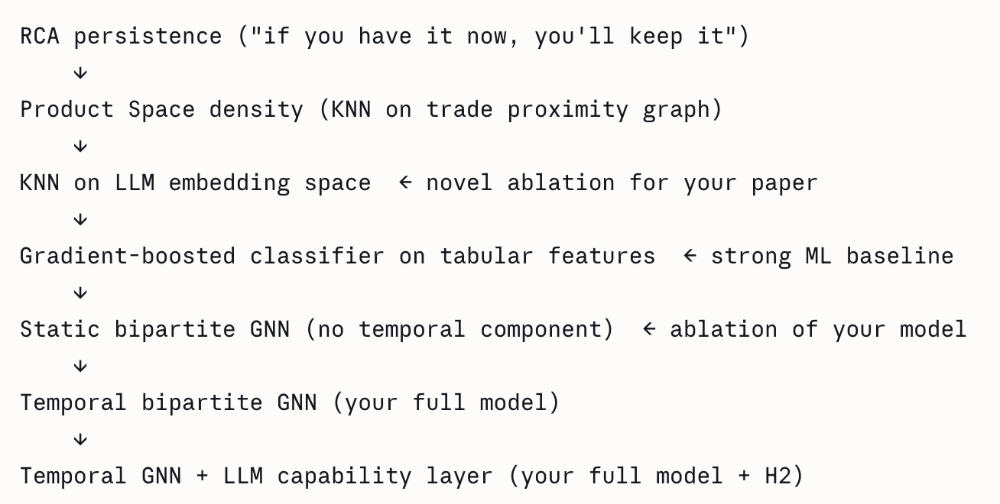 RCA persistence ("if you have it now, you'll keep it")
↓
Product Space density (KNN on trade proximity graph)
↓
KNN on LLM embedding space ← novel ablation for your paper
↓
Gradient-boosted classifier on tabular features ← strong ML baseline
↓
Static bipartite GNN (no temporal component) ← ablation of your model
↓
Temporal bipartite GNN (your full model)
↓
Temporal GNN + LLM capability layer (your full model + H2)